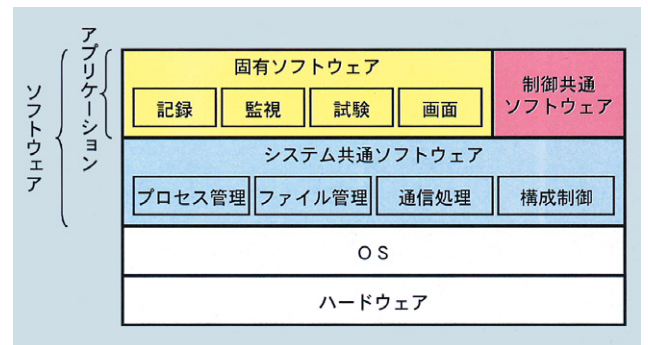 ソフトウェア
アプリケーション
固有ソフトウェア
記録
監視
試験
画面
制御共通
ソフトウェア
システム共通ソフトウェア
プロセス管理
ファイル管理
通信処理
構成制御
OS
ハードウェア